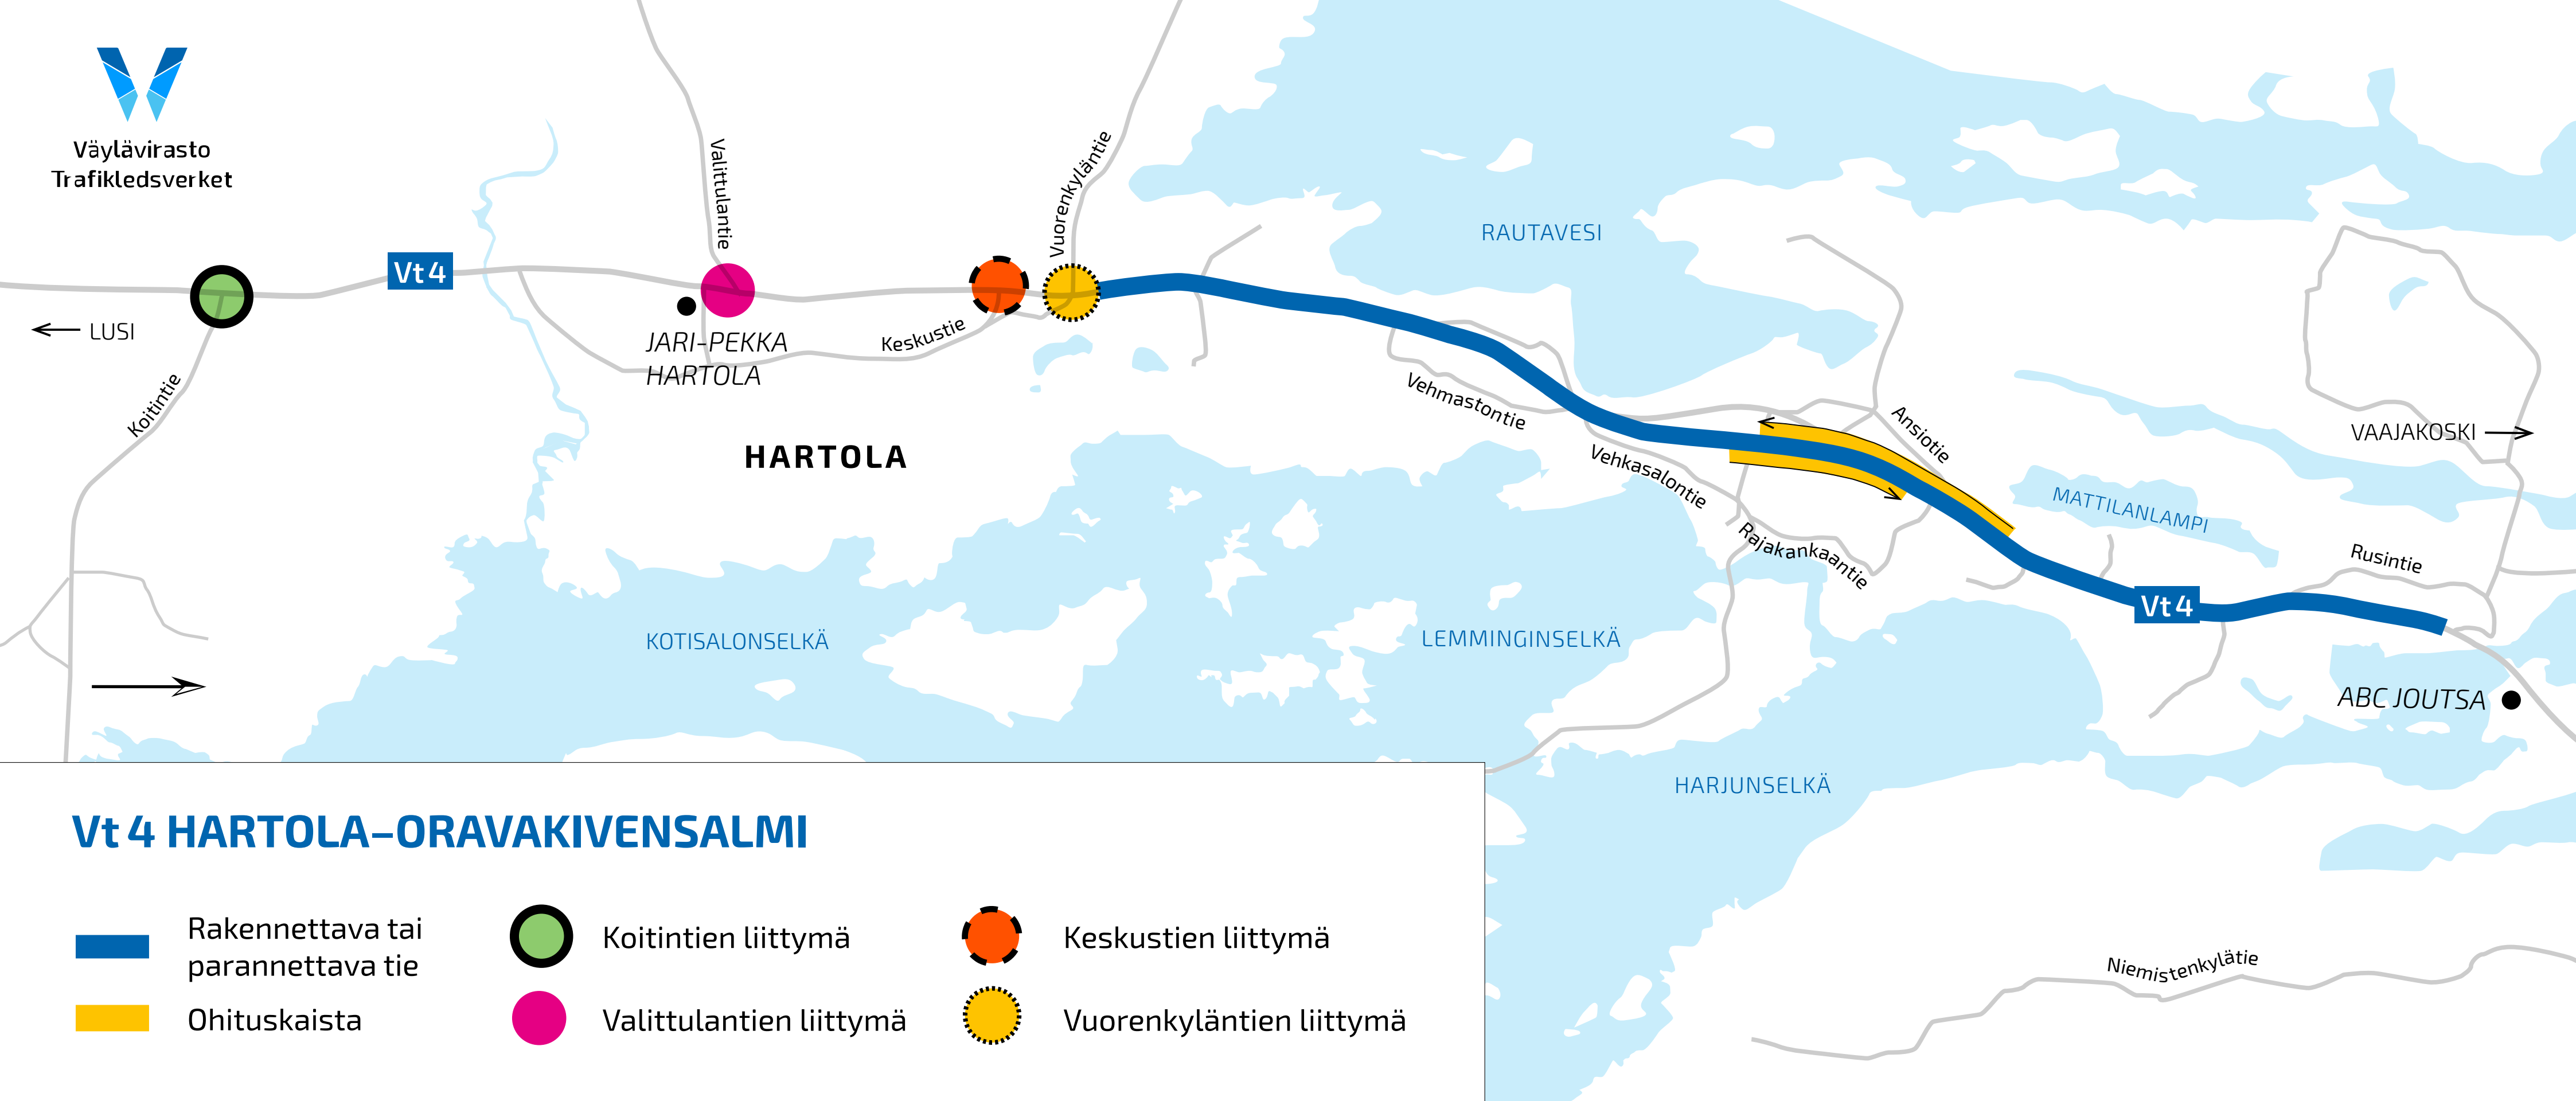 Väylävirasto
Trafikledsverket
Vt 4
LUSI
Koitintie
Valittulantie
JARI-PEKKA
HARTOLA
Keskustie
Vuorenkyläntie
HARTOLA
RAUTAVESI
Vehmastontie
Vehkasalontie
Rajakankaantie
Ansiotie
MATTILANLAMPI
VAAJAKOSKI
Rusintie
Vt 4
ABC JOUTSA
KOTISALONSELKÄ
LEMMINGINSELKÄ
HARJUNSELKÄ
Niemistenkylätie
Vt 4 HARTOLA–ORAVAKIVENSALMI
Rakennettava tai
parannettava tie
Ohituskaista
Koitintien liittymä
Valittulantien liittymä
Keskustien liittymä
Vuorenkyläntien liittymä